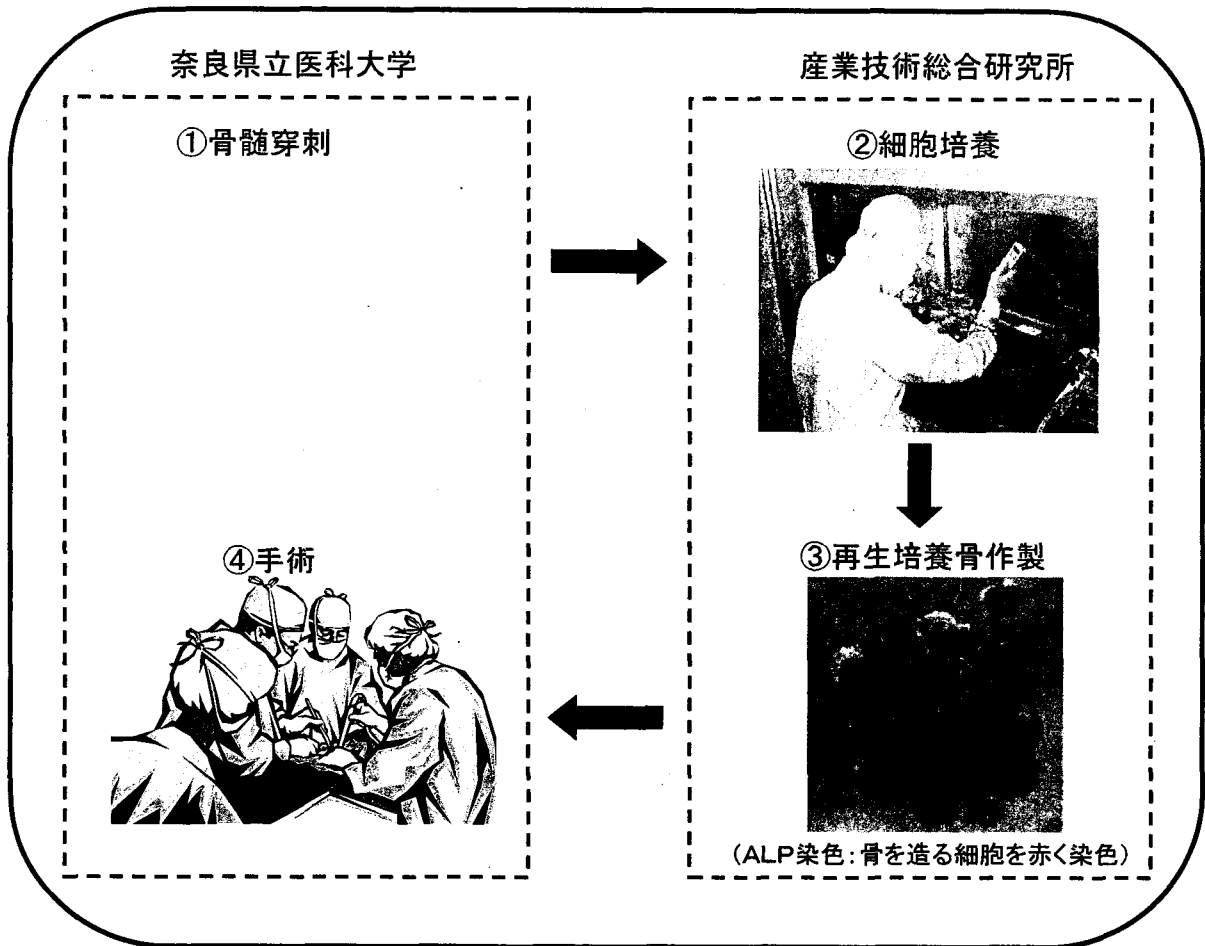 奈良県立医科大学
産業技術総合研究所
①骨髄穿刺
②細胞培養
③再生培養骨作製
(ALP染色:骨を造る細胞を赤く染色)
④手術